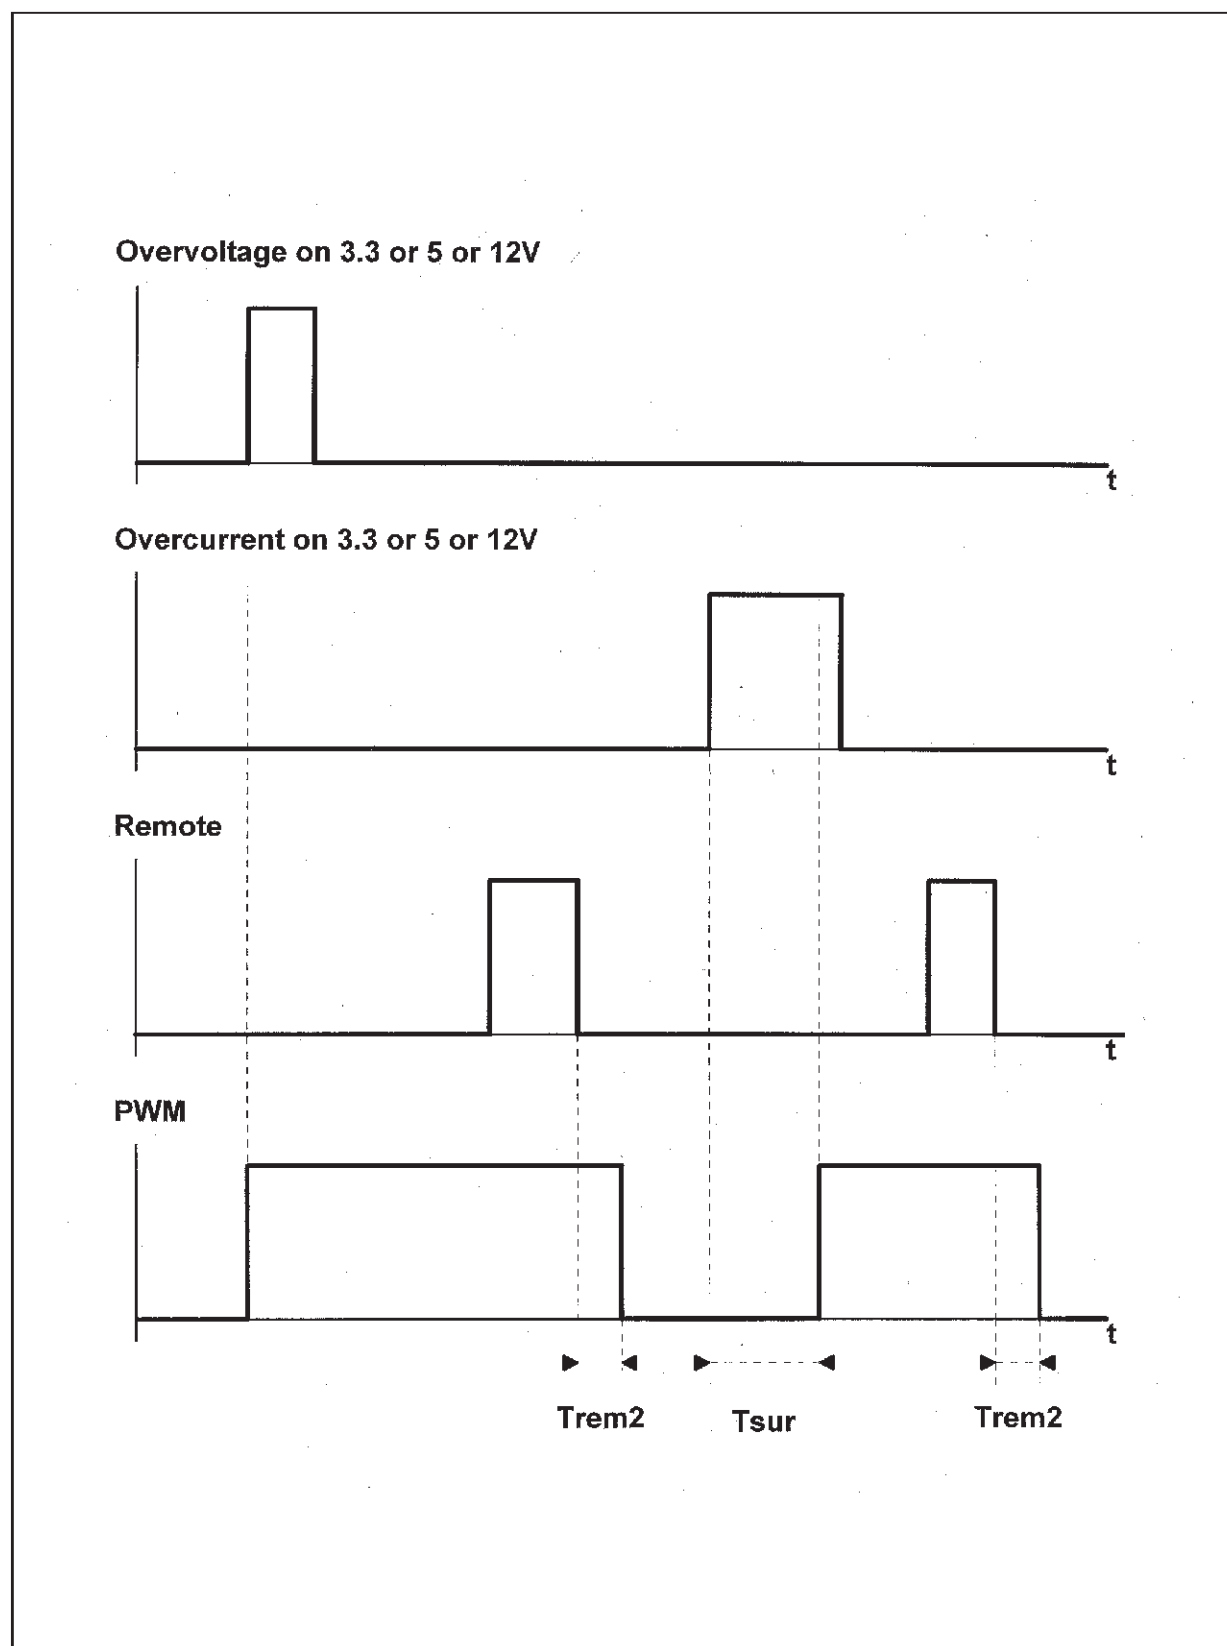 Overvoltage on 3.3 or 5 or 12V
t
Overcurrent on 3.3 or 5 or 12V
t
Remote
t
PWM
t
Trem2 Tsur Trem2